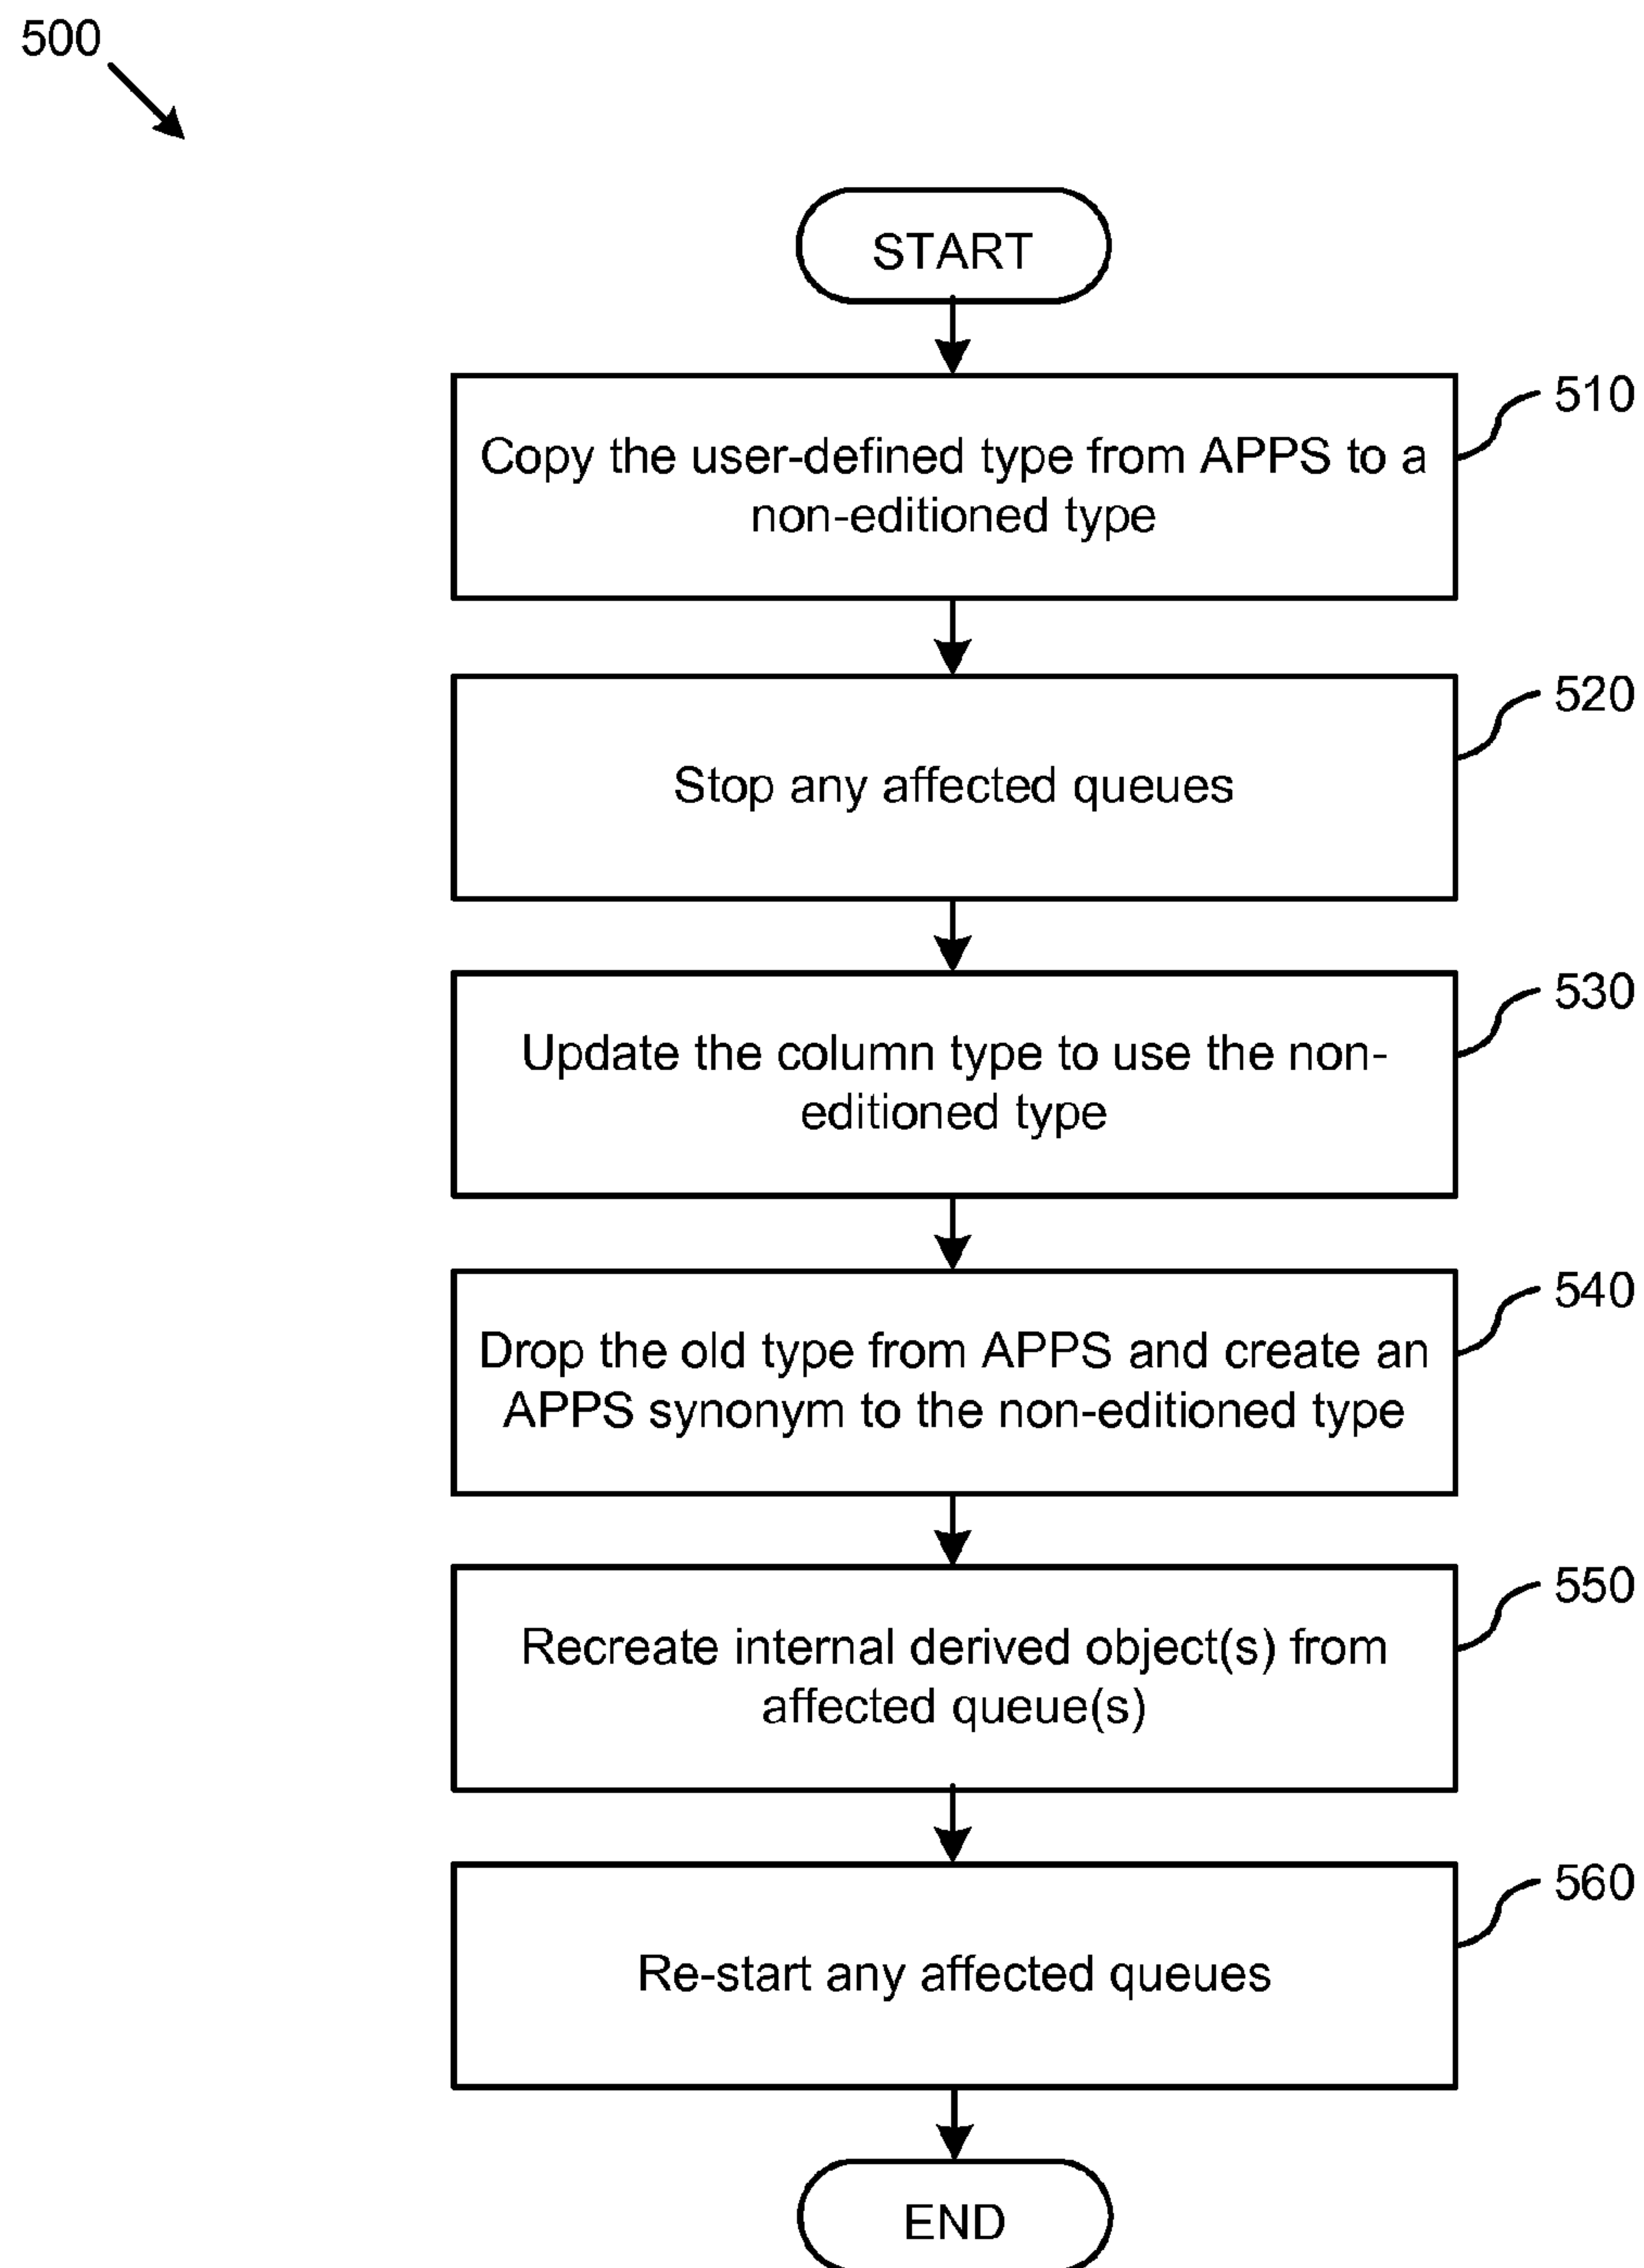 500
START
510
Copy the user-defined type from APPS to a
non-editioned type
520
Stop any affected queues
530
Update the column type to use the non-
editioned type
540
Drop the old type from APPS and create an
APPS synonym to the non-editioned type
550
Recreate internal derived object(s) from
affected queue(s)
560
Re-start any affected queues
END